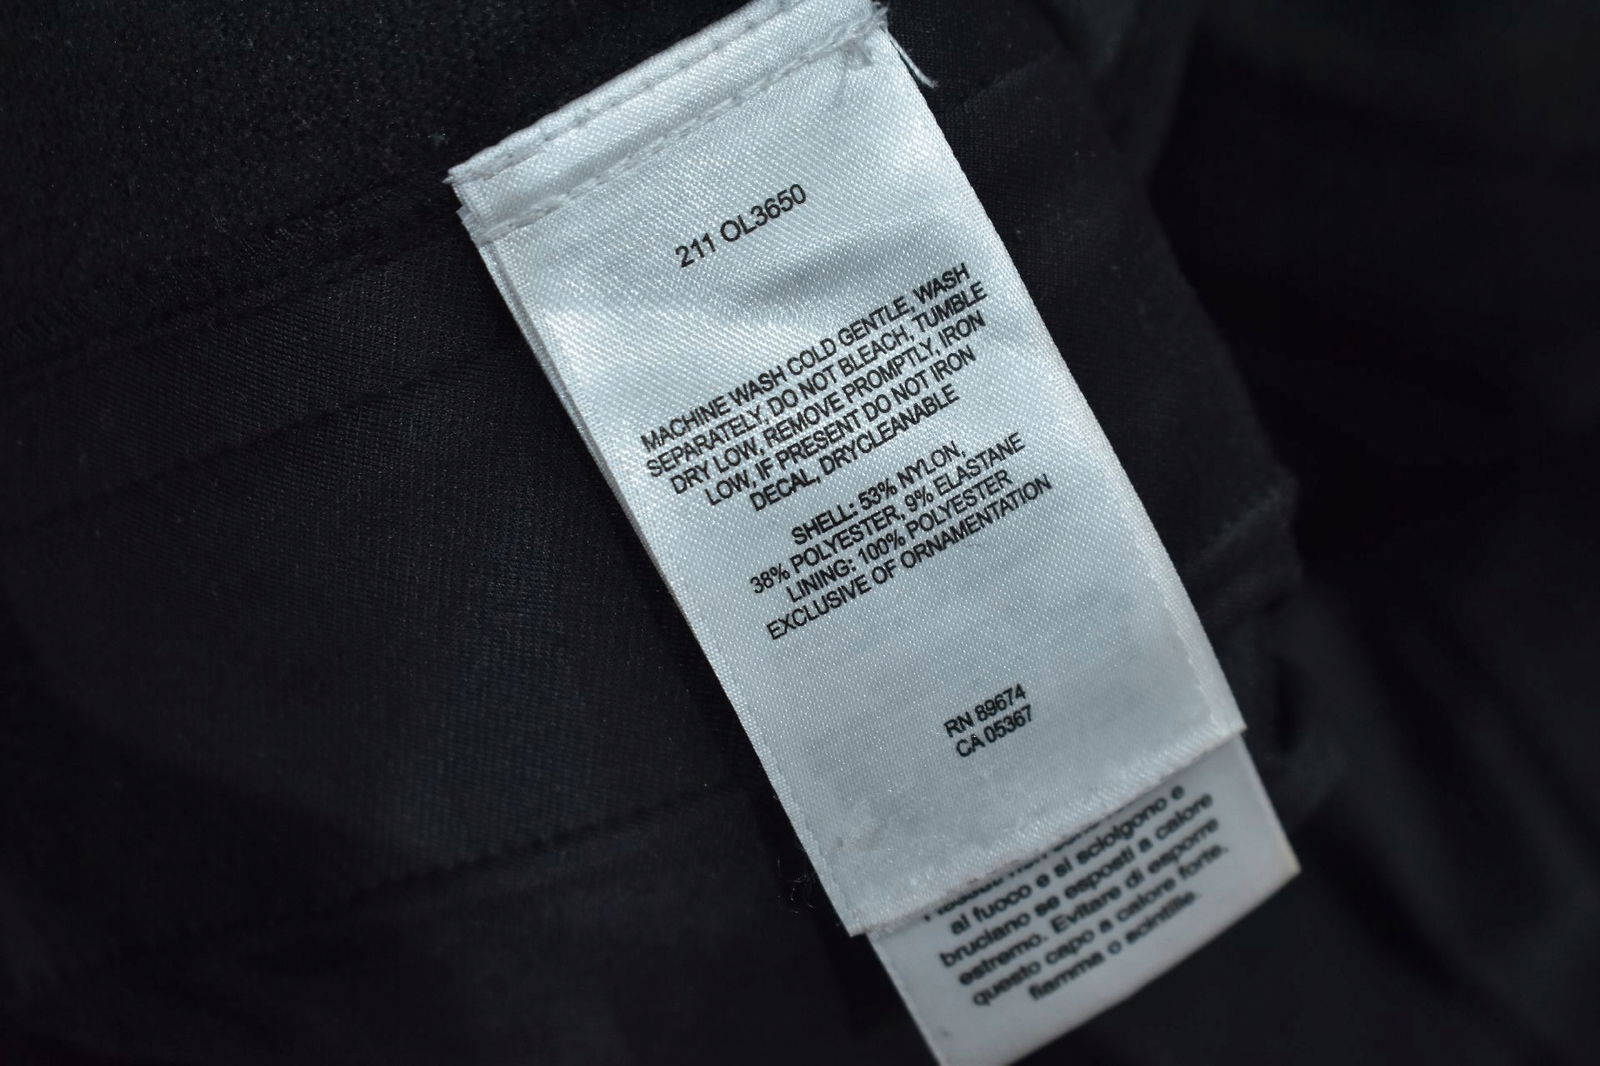 211 OL3650
MACHINE WASH COLD GENTLE, WASH
SEPARATELY, DO NOT BLEACH, TUMBLE
DRY LOW, REMOVE PROMPTLY, IRON
LOW, IF PRESENT DO NOT IRON
DECAL, DRYCLEANABLE
SHELL: 53% NYLON,
38% POLYESTER, 9% ELASTANE
LINING: 100% POLYESTER
EXCLUSIVE OF ORNAMENTATION
RN 89674
CA 05367
al fuoco e si sciolgono e
bruciano se esposti a calore
estremo. Evitare di esporre
questo capo a calore forte,
fiamma o scintille.